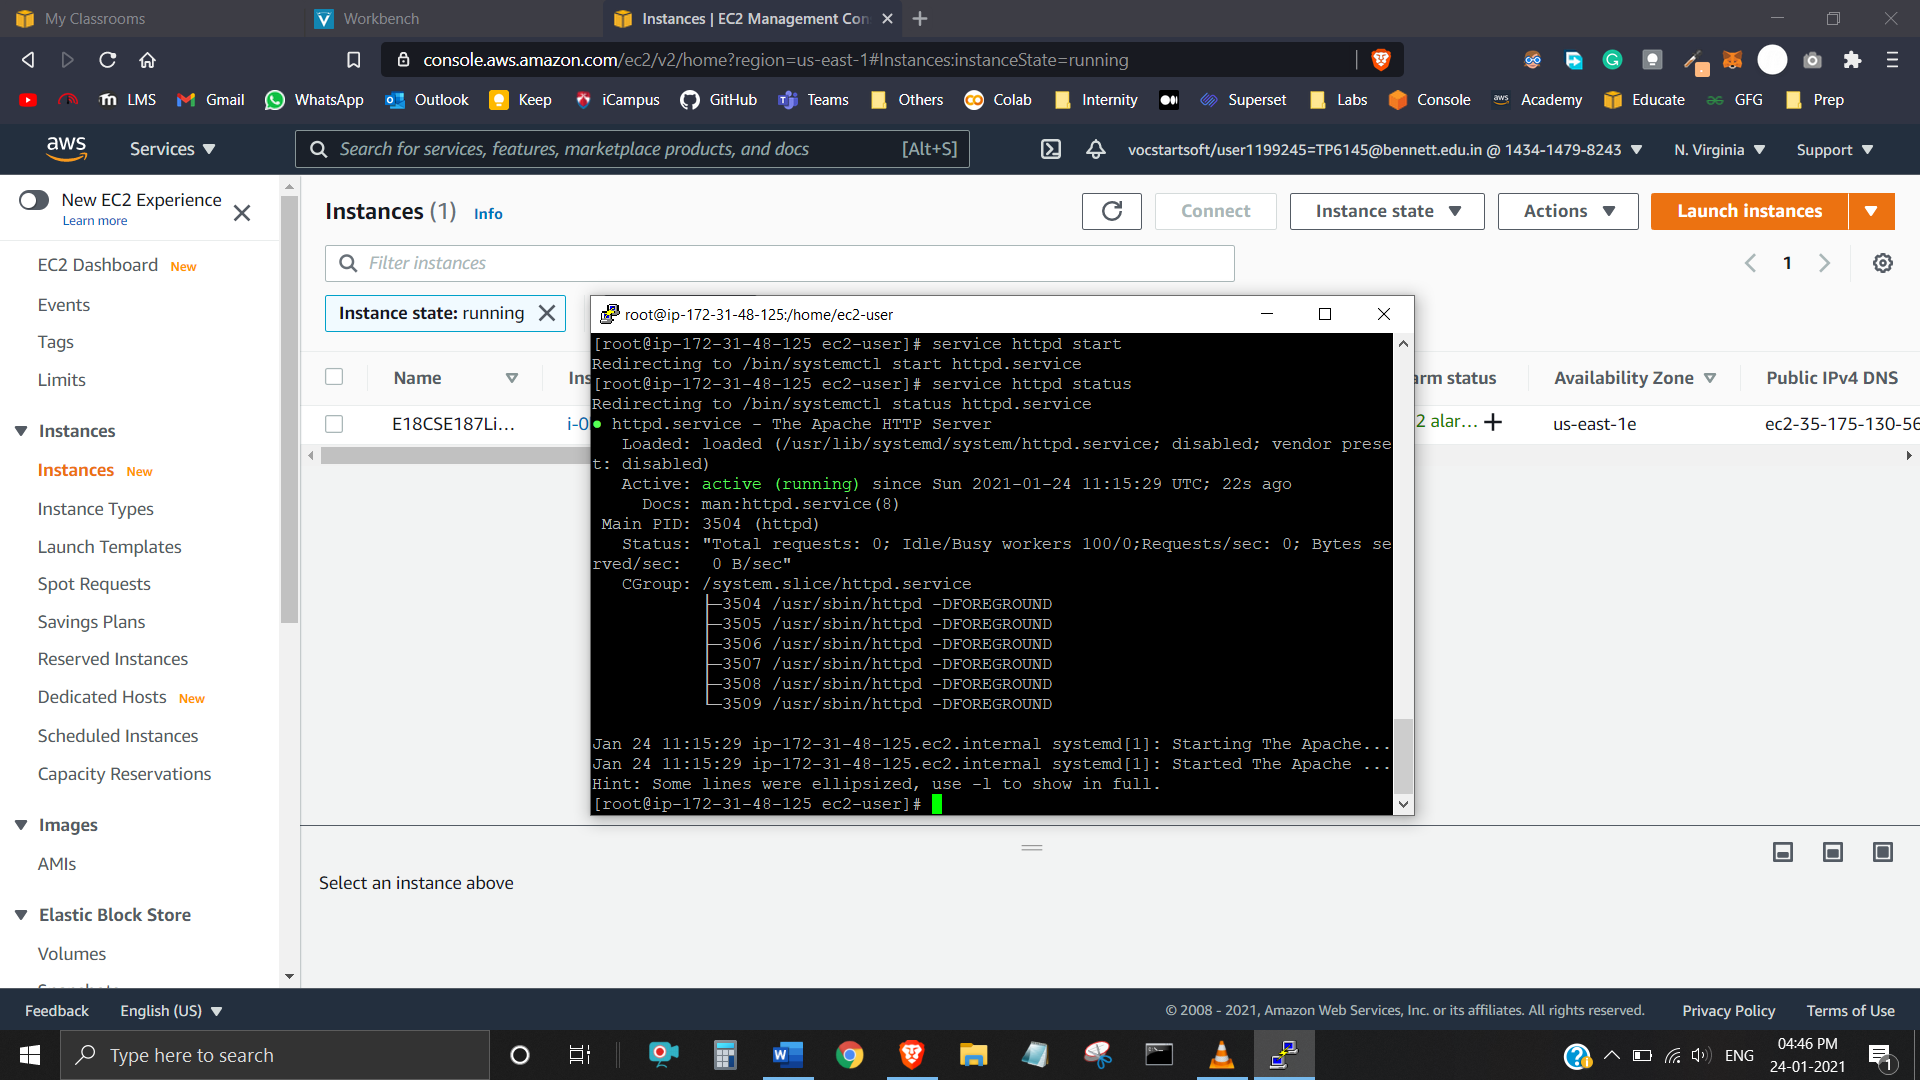 My Classrooms
Workbench
Instances | EC2 Management Con
console.aws.amazon.com/ec2/v2/home?region=us-east-1#Instances:instanceState=running
LMS
Gmail
WhatsApp
Outlook
Keep
iCampus
GitHub
Teams
Others
Colab
Internity
Superset
Labs
Console
Academy
Educate
GFG
Prep
aws
Services
Search for services, features, marketplace products, and docs
[Alt+S]
vocstartsoft/user1199245=TP6145@bennett.edu.in @ 1434-1479-8243
N. Virginia
Support
New EC2 Experience
Learn more
EC2 Dashboard New
Events
Tags
Limits
Instances
Instances New
Instance Types
Launch Templates
Spot Requests
Savings Plans
Reserved Instances
Dedicated Hosts New
Scheduled Instances
Capacity Reservations
Images
AMIs
Elastic Block Store
Volumes
Instances (1) Info
Connect
Instance state
Actions
Launch instances
Filter instances
1
Instance state: running
Name
Ins
arm status
Availability Zone
Public IPv4 DNS
E18CSE187Li...
i-0
2 alar...
us-east-1e
ec2-35-175-130-56
root@ip-172-31-48-125:/home/ec2-user
[root@ip-172-31-48-125 ec2-user]# service httpd start
Redirecting to /bin/systemctl start httpd.service
[root@ip-172-31-48-125 ec2-user]# service httpd status
Redirecting to /bin/systemctl status httpd.service
● httpd.service - The Apache HTTP Server
Loaded: loaded (/usr/lib/systemd/system/httpd.service; disabled; vendor prese
t: disabled)
Active: active (running) since Sun 2021-01-24 11:15:29 UTC; 22s ago
Docs: man:httpd.service(8)
Main PID: 3504 (httpd)
Status: "Total requests: 0; Idle/Busy workers 100/0;Requests/sec: 0; Bytes se
rved/sec:   0 B/sec"
CGroup: /system.slice/httpd.service
├─3504 /usr/sbin/httpd -DFOREGROUND
├─3505 /usr/sbin/httpd -DFOREGROUND
├─3506 /usr/sbin/httpd -DFOREGROUND
├─3507 /usr/sbin/httpd -DFOREGROUND
├─3508 /usr/sbin/httpd -DFOREGROUND
└─3509 /usr/sbin/httpd -DFOREGROUND
Jan 24 11:15:29 ip-172-31-48-125.ec2.internal systemd[1]: Starting The Apache...
Jan 24 11:15:29 ip-172-31-48-125.ec2.internal systemd[1]: Started The Apache ...
Hint: Some lines were ellipsized, use -l to show in full.
[root@ip-172-31-48-125 ec2-user]#
Select an instance above
Feedback
English (US)
© 2008 - 2021, Amazon Web Services, Inc. or its affiliates. All rights reserved.
Privacy Policy
Terms of Use
Type here to search
ENG
04:46 PM
24-01-2021
1